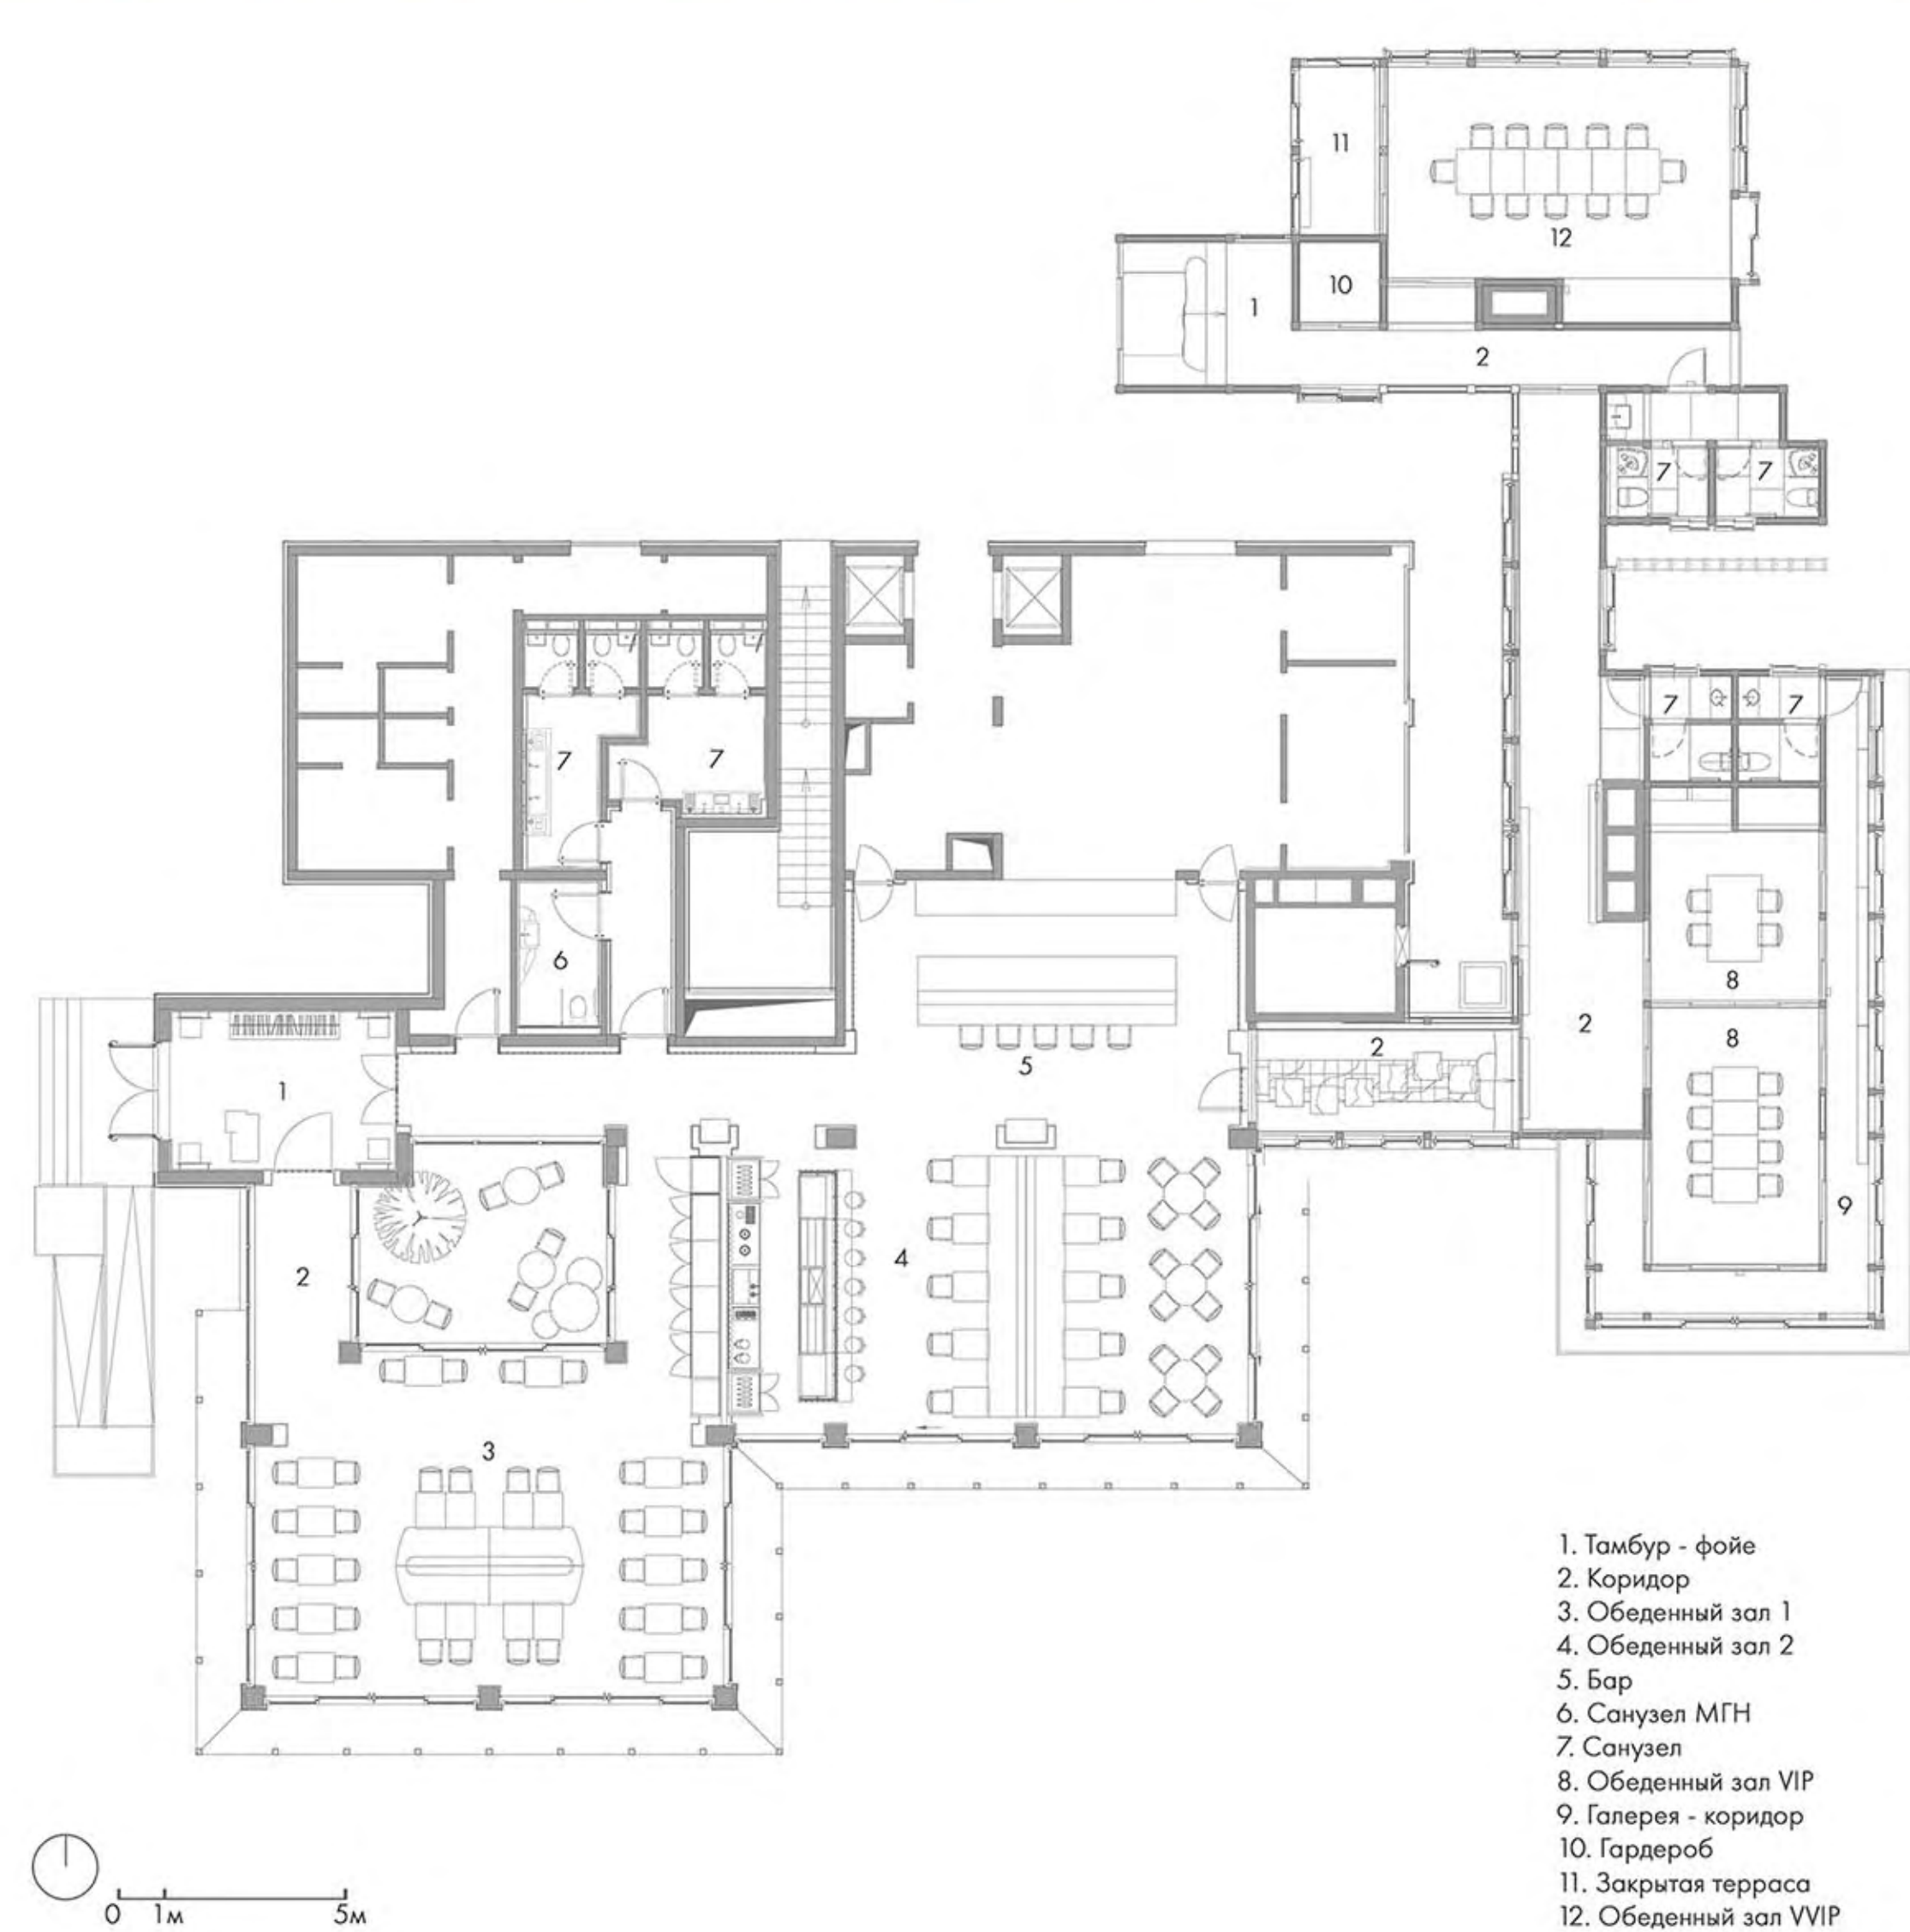 11
12
10
1
2
7 7
7 7
7 7
6
8
2
8
2
5
1
9
4
2
3
1. Тамбур - фойе
2. Коридор
3. Обеденный зал 1
4. Обеденный зал 2
5. Бар
6. Санузел МГН
7. Санузел
8. Обеденный зал VIP
9. Галерея - коридор
10. Гардероб
11. Закрытая терраса
12. Обеденный зал VVIP
0 1м 5м